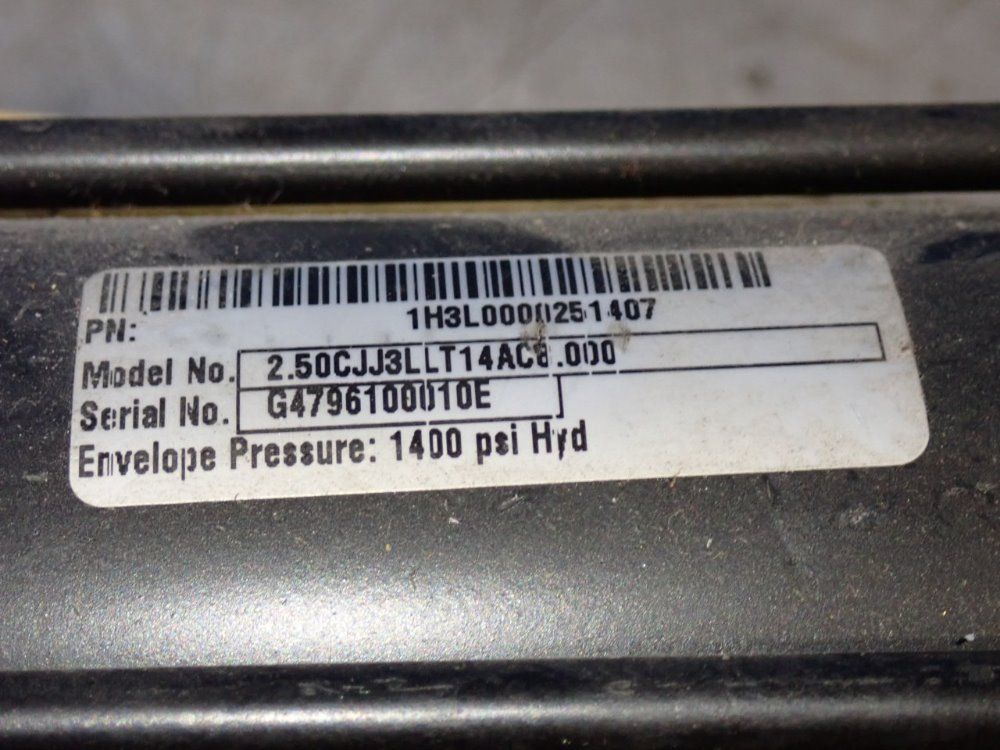 1H3L0000251407
PN:
Model No. 2.50CJJ3LLT14AC8.000
Serial No. G4796100010E
Envelope Pressure: 1400 psi Hyd